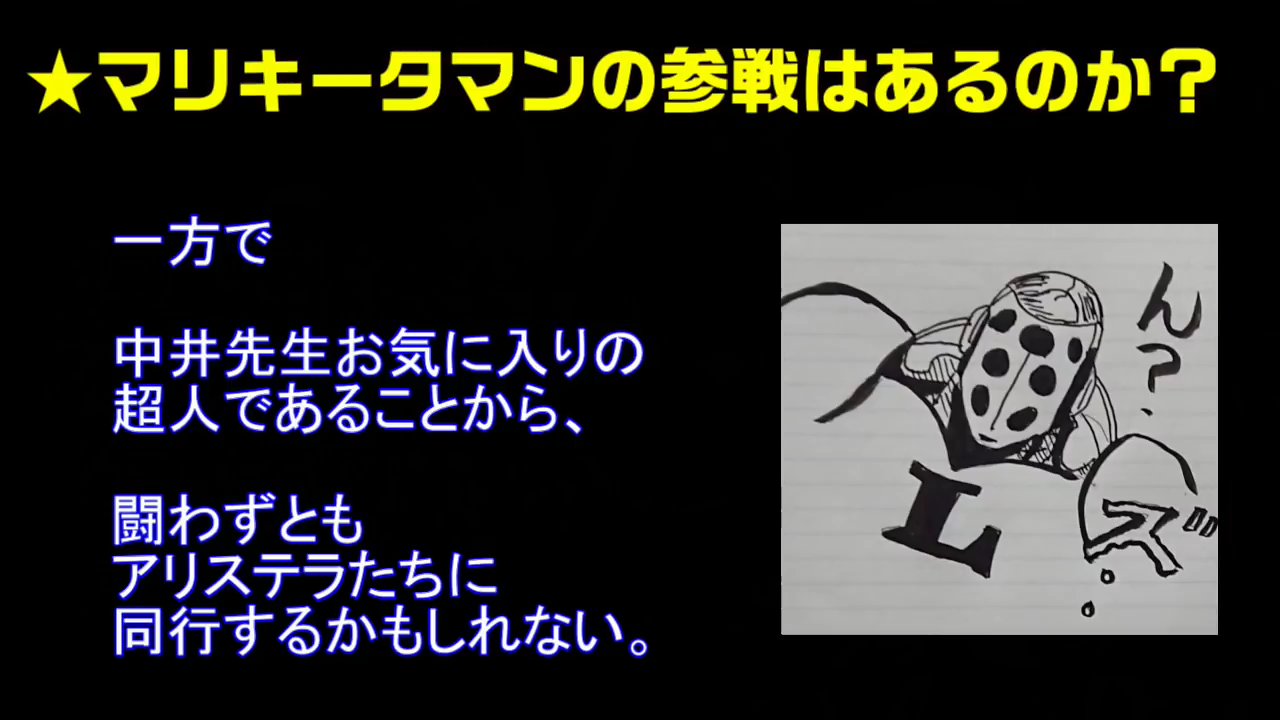 ★マリキータマンの参戦はあるのか？
一方で
中井先生お気に入りの
超人であることから、
闘わずとも
アリステラたちに
同行するかもしれない。
ん？
L
ズ